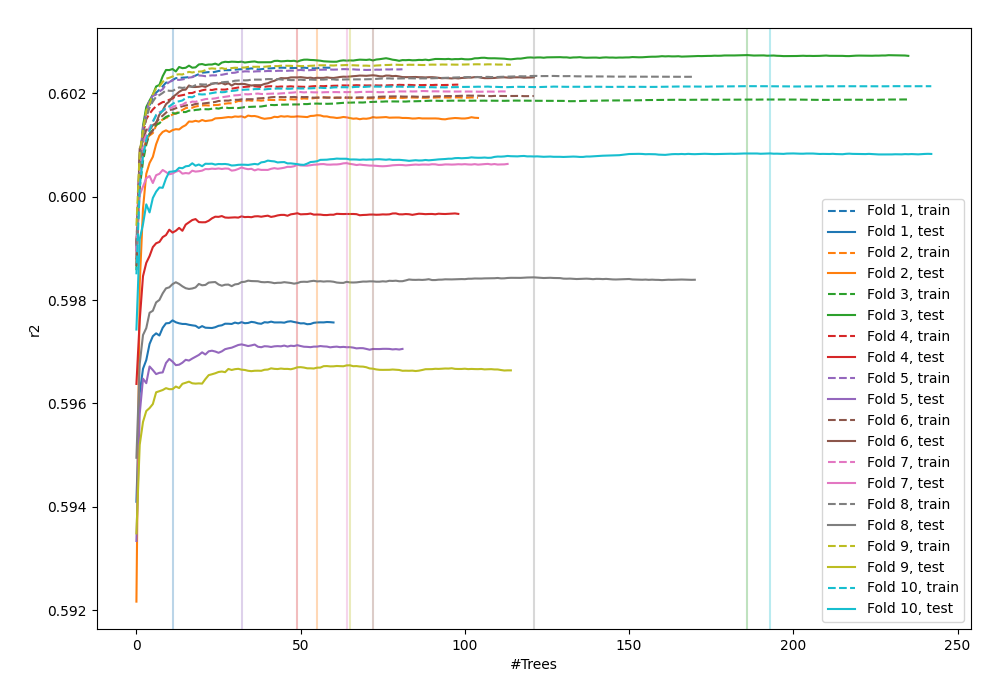 0.602
0.600
0.598
0.596
0.594
0.592
r2
0
50
100
150
200
250
#Trees
Fold 1, train
Fold 1, test
Fold 2, train
Fold 2, test
Fold 3, train
Fold 3, test
Fold 4, train
Fold 4, test
Fold 5, train
Fold 5, test
Fold 6, train
Fold 6, test
Fold 7, train
Fold 7, test
Fold 8, train
Fold 8, test
Fold 9, train
Fold 9, test
Fold 10, train
Fold 10, test